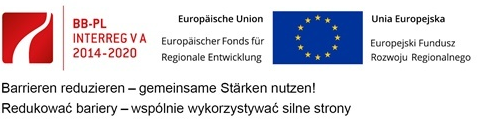 BB-PL
INTERREG V A
2014-2020
Europäische Union
Europäischer Fonds für
Regionale Entwicklung
Unia Europejska
Europejski Fundusz
Rozwoju Regionalnego
Barrieren reduzieren – gemeinsame Stärken nutzen!
Redukować bariery – wspólnie wykorzystywać silne strony